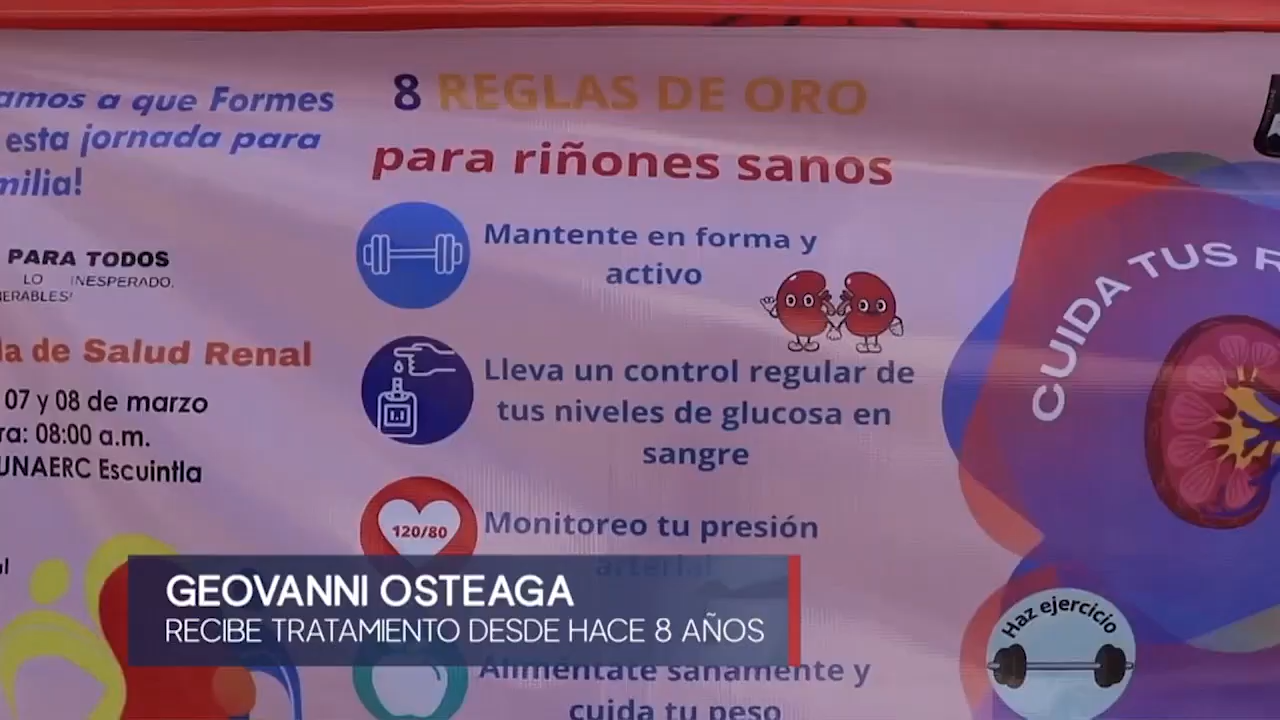 amos a que Formes
esta jornada para
milia!
PARA TODOS
LO INESPERADO,
la de Salud Renal
07 y 08 de marzo
ra: 08:00 a.m.
UNAERC Escuintla
8 REGLAS DE ORO
para riñones sanos
Mantente en forma y
activo
Lleva un control regular de
tus niveles de glucosa en
sangre
120/80
Monitoreo tu presión
arterial
Aliméntate sanamente y
cuida tu peso
CUIDA TUS R
Haz ejercicio
GEOVANNI OSTEAGA
RECIBE TRATAMIENTO DESDE HACE 8 AÑOS